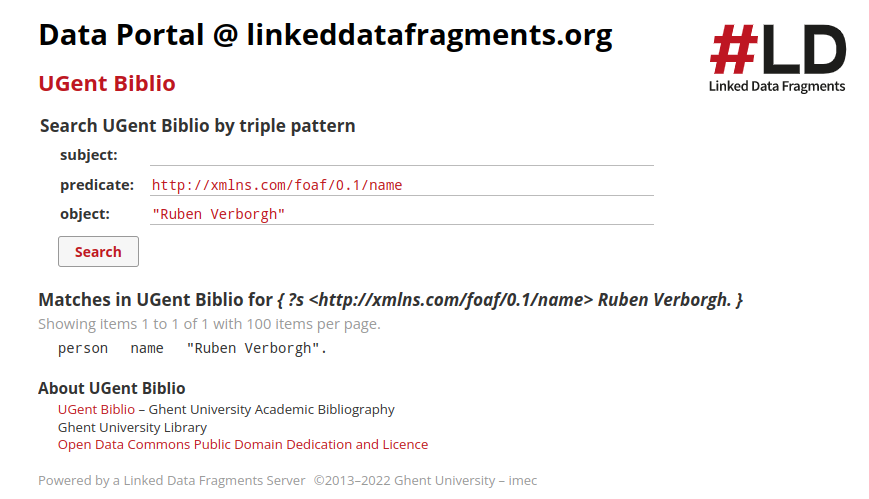 Data Portal @ linkeddatafragments.org
#LD
Linked Data Fragments
UGent Biblio
Search UGent Biblio by triple pattern
subject:
predicate: http://xmlns.com/foaf/0.1/name
object: "Ruben Verborgh"
Search
Matches in UGent Biblio for { ?s <http://xmlns.com/foaf/0.1/name> Ruben Verborgh. }
Showing items 1 to 1 of 1 with 100 items per page.
person name "Ruben Verborgh".
About UGent Biblio
UGent Biblio – Ghent University Academic Bibliography
Ghent University Library
Open Data Commons Public Domain Dedication and Licence
Powered by a Linked Data Fragments Server ©2013–2022 Ghent University – imec